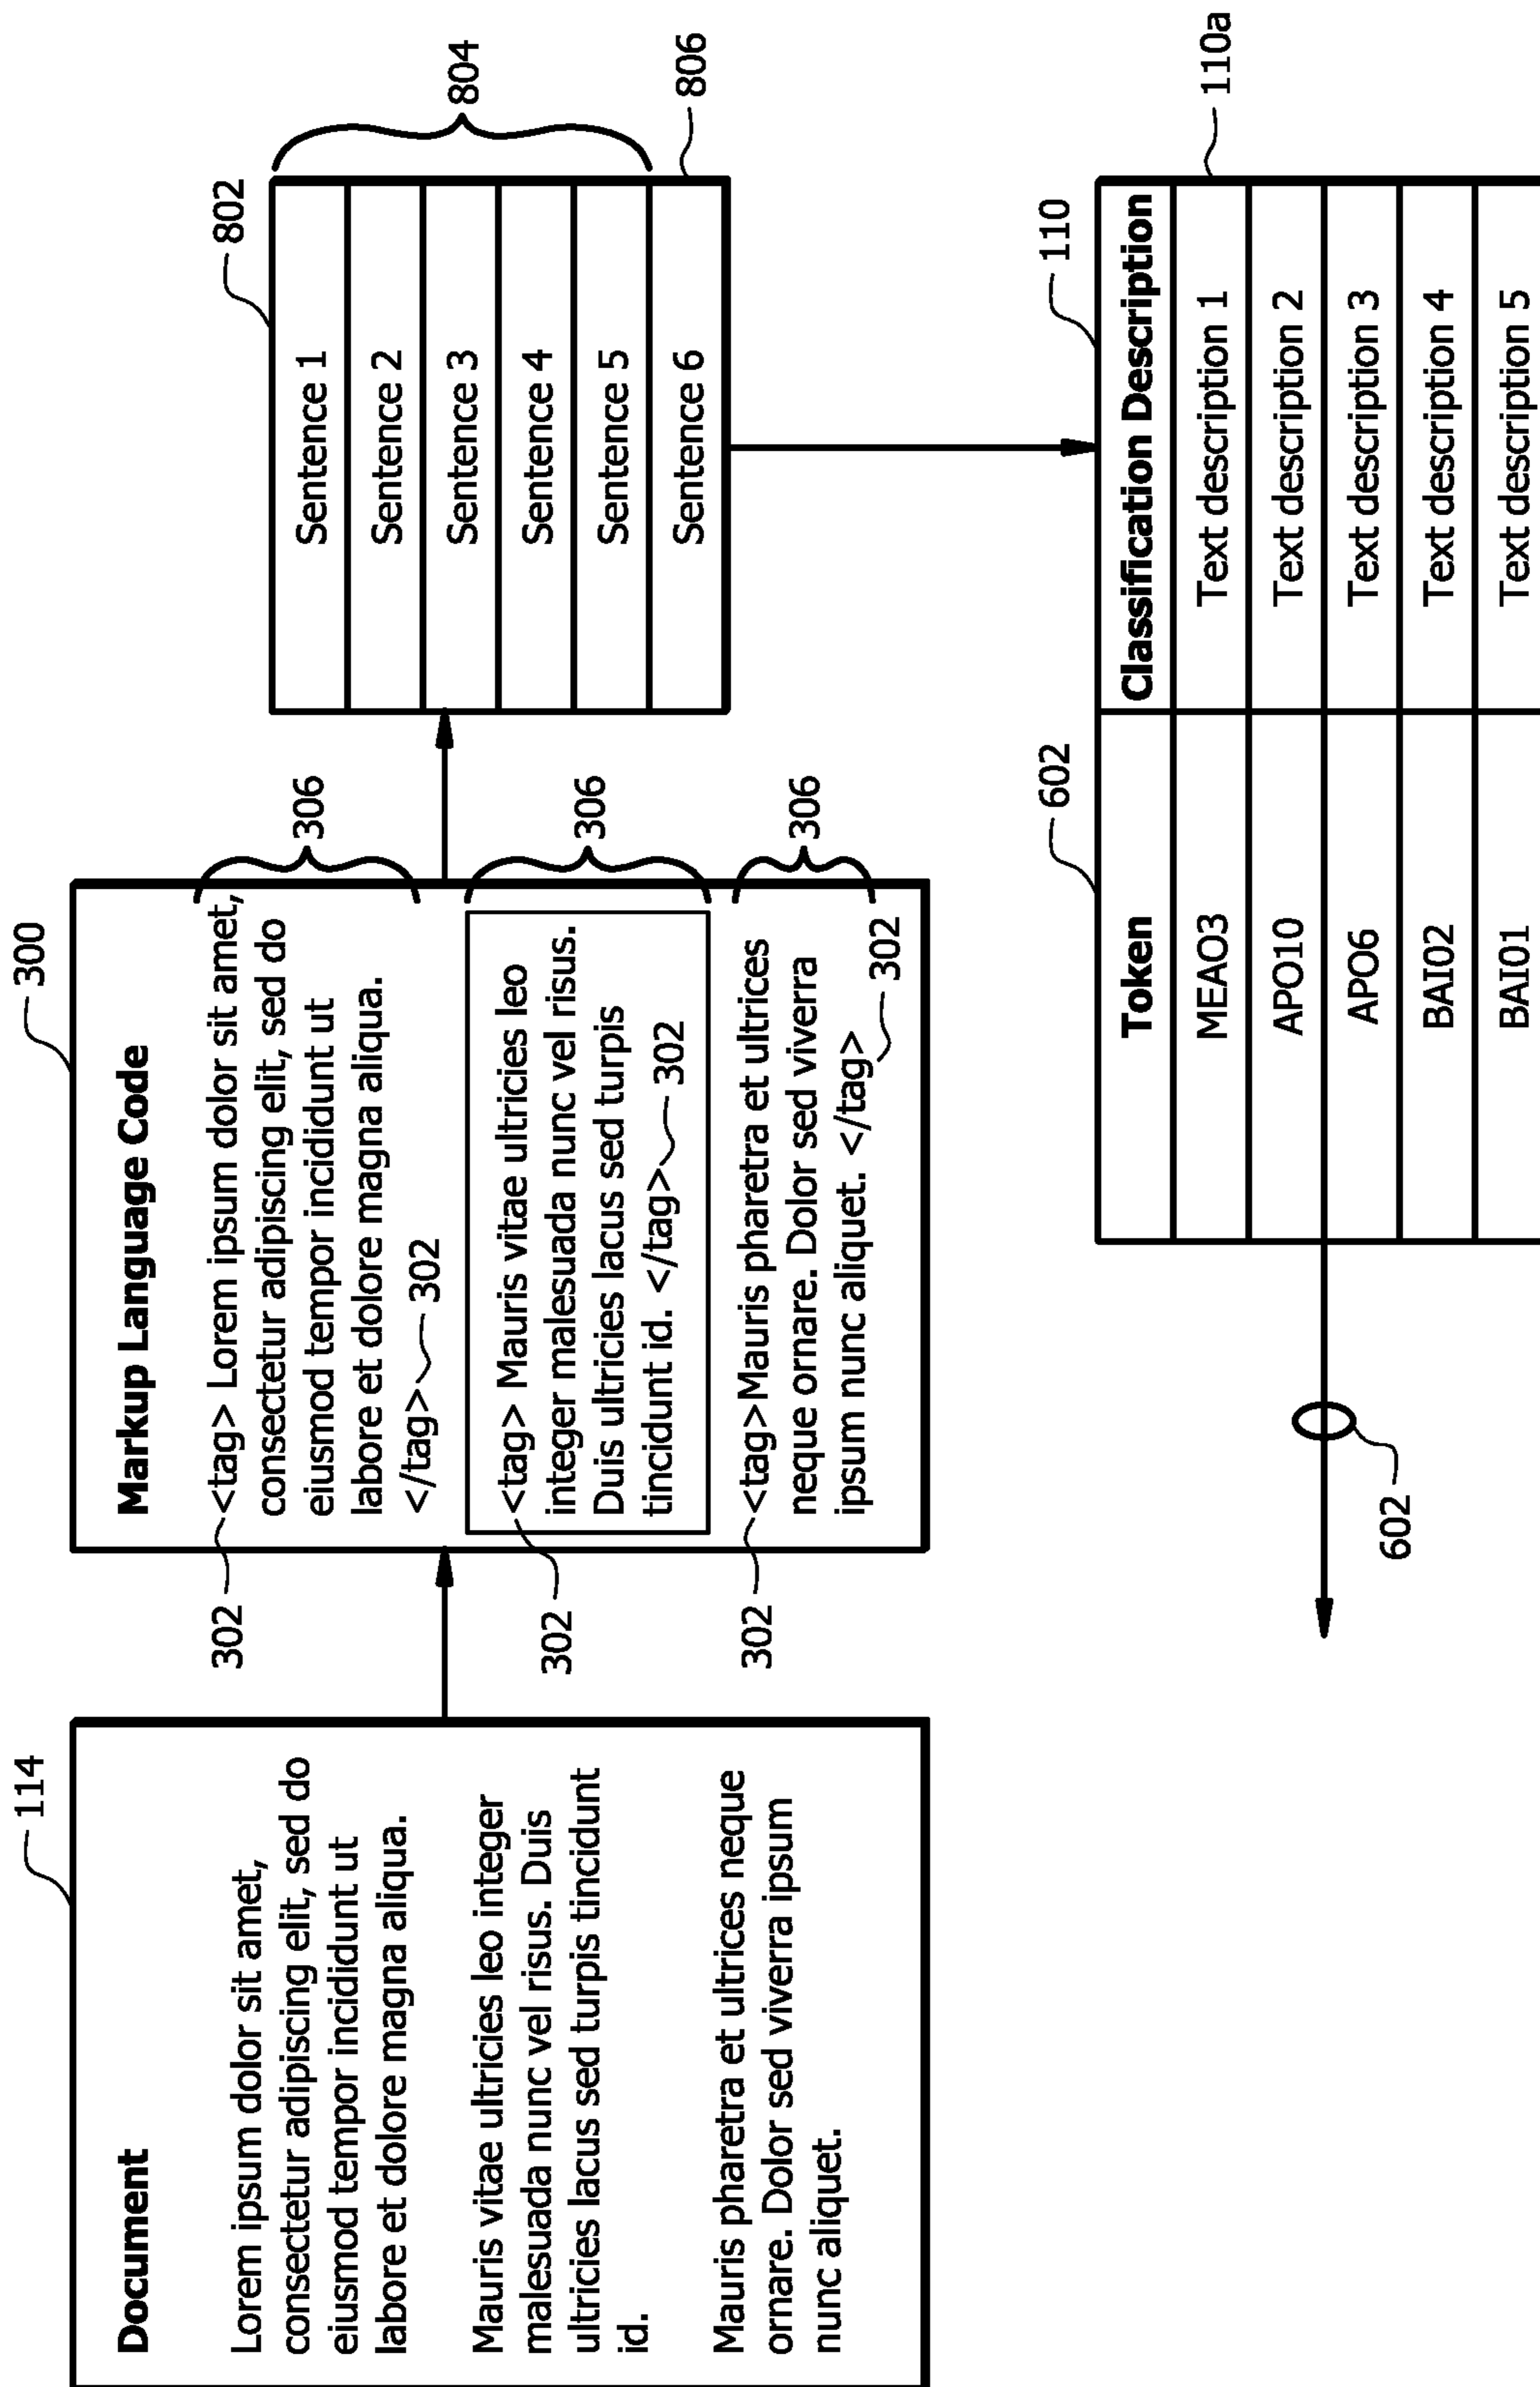 114
Document
Lorem ipsum dolor sit amet,
consectetur adipiscing elit, sed do
eiusmod tempor incididunt ut
labore et dolore magna aliqua.
Mauris vitae ultricies leo integer
malesuada nunc vel risus. Duis
ultricies lacus sed turpis tincidunt
id.
Mauris pharetra et ultrices neque
ornare. Dolor sed viverra ipsum
nunc aliquet.
300
Markup Language Code
302
<tag> Lorem ipsum dolor sit amet,
consectetur adipiscing elit, sed do
eiusmod tempor incididunt ut
labore et dolore magna aliqua.
</tag> 302
306
302
<tag> Mauris vitae ultricies leo
integer malesuada nunc vel risus.
Duis ultricies lacus sed turpis
tincidunt id. </tag> 302
306
302
<tag>Mauris pharetra et ultrices
neque ornare. Dolor sed viverra
ipsum nunc aliquet. </tag>
302
306
802
Sentence 1
Sentence 2
Sentence 3
Sentence 4
Sentence 5
Sentence 6
804
806
602
110
Token Classification Description
MEAO3 Text description 1
APO10 Text description 2
APO6 Text description 3
BAI02 Text description 4
BAI01 Text description 5
110a
602